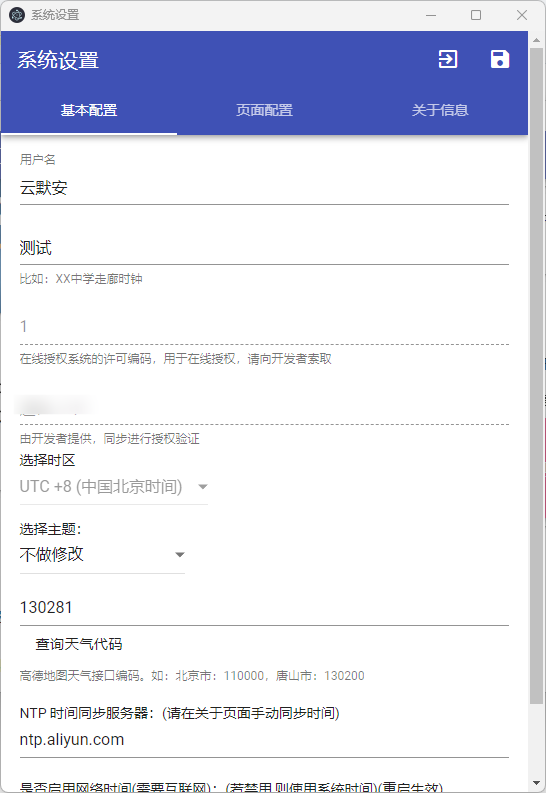 系统设置
系统设置
基本配置
页面配置
关于信息
用户名
云默安
测试
比如：XX中学走廊时钟
1
在线授权系统的许可编码，用于在线授权，请向开发者索取
由开发者提供，同步进行授权验证
选择时区
UTC +8 (中国北京时间)
选择主题：
不做修改
130281
查询天气代码
高德地图天气接口编码。如：北京市：110000，唐山市：130200
NTP 时间同步服务器：(请在关于页面手动同步时间)
ntp.aliyun.com
是否启用网络时间(需要互联网)：(若禁用,则使用系统时间)(重启生效)